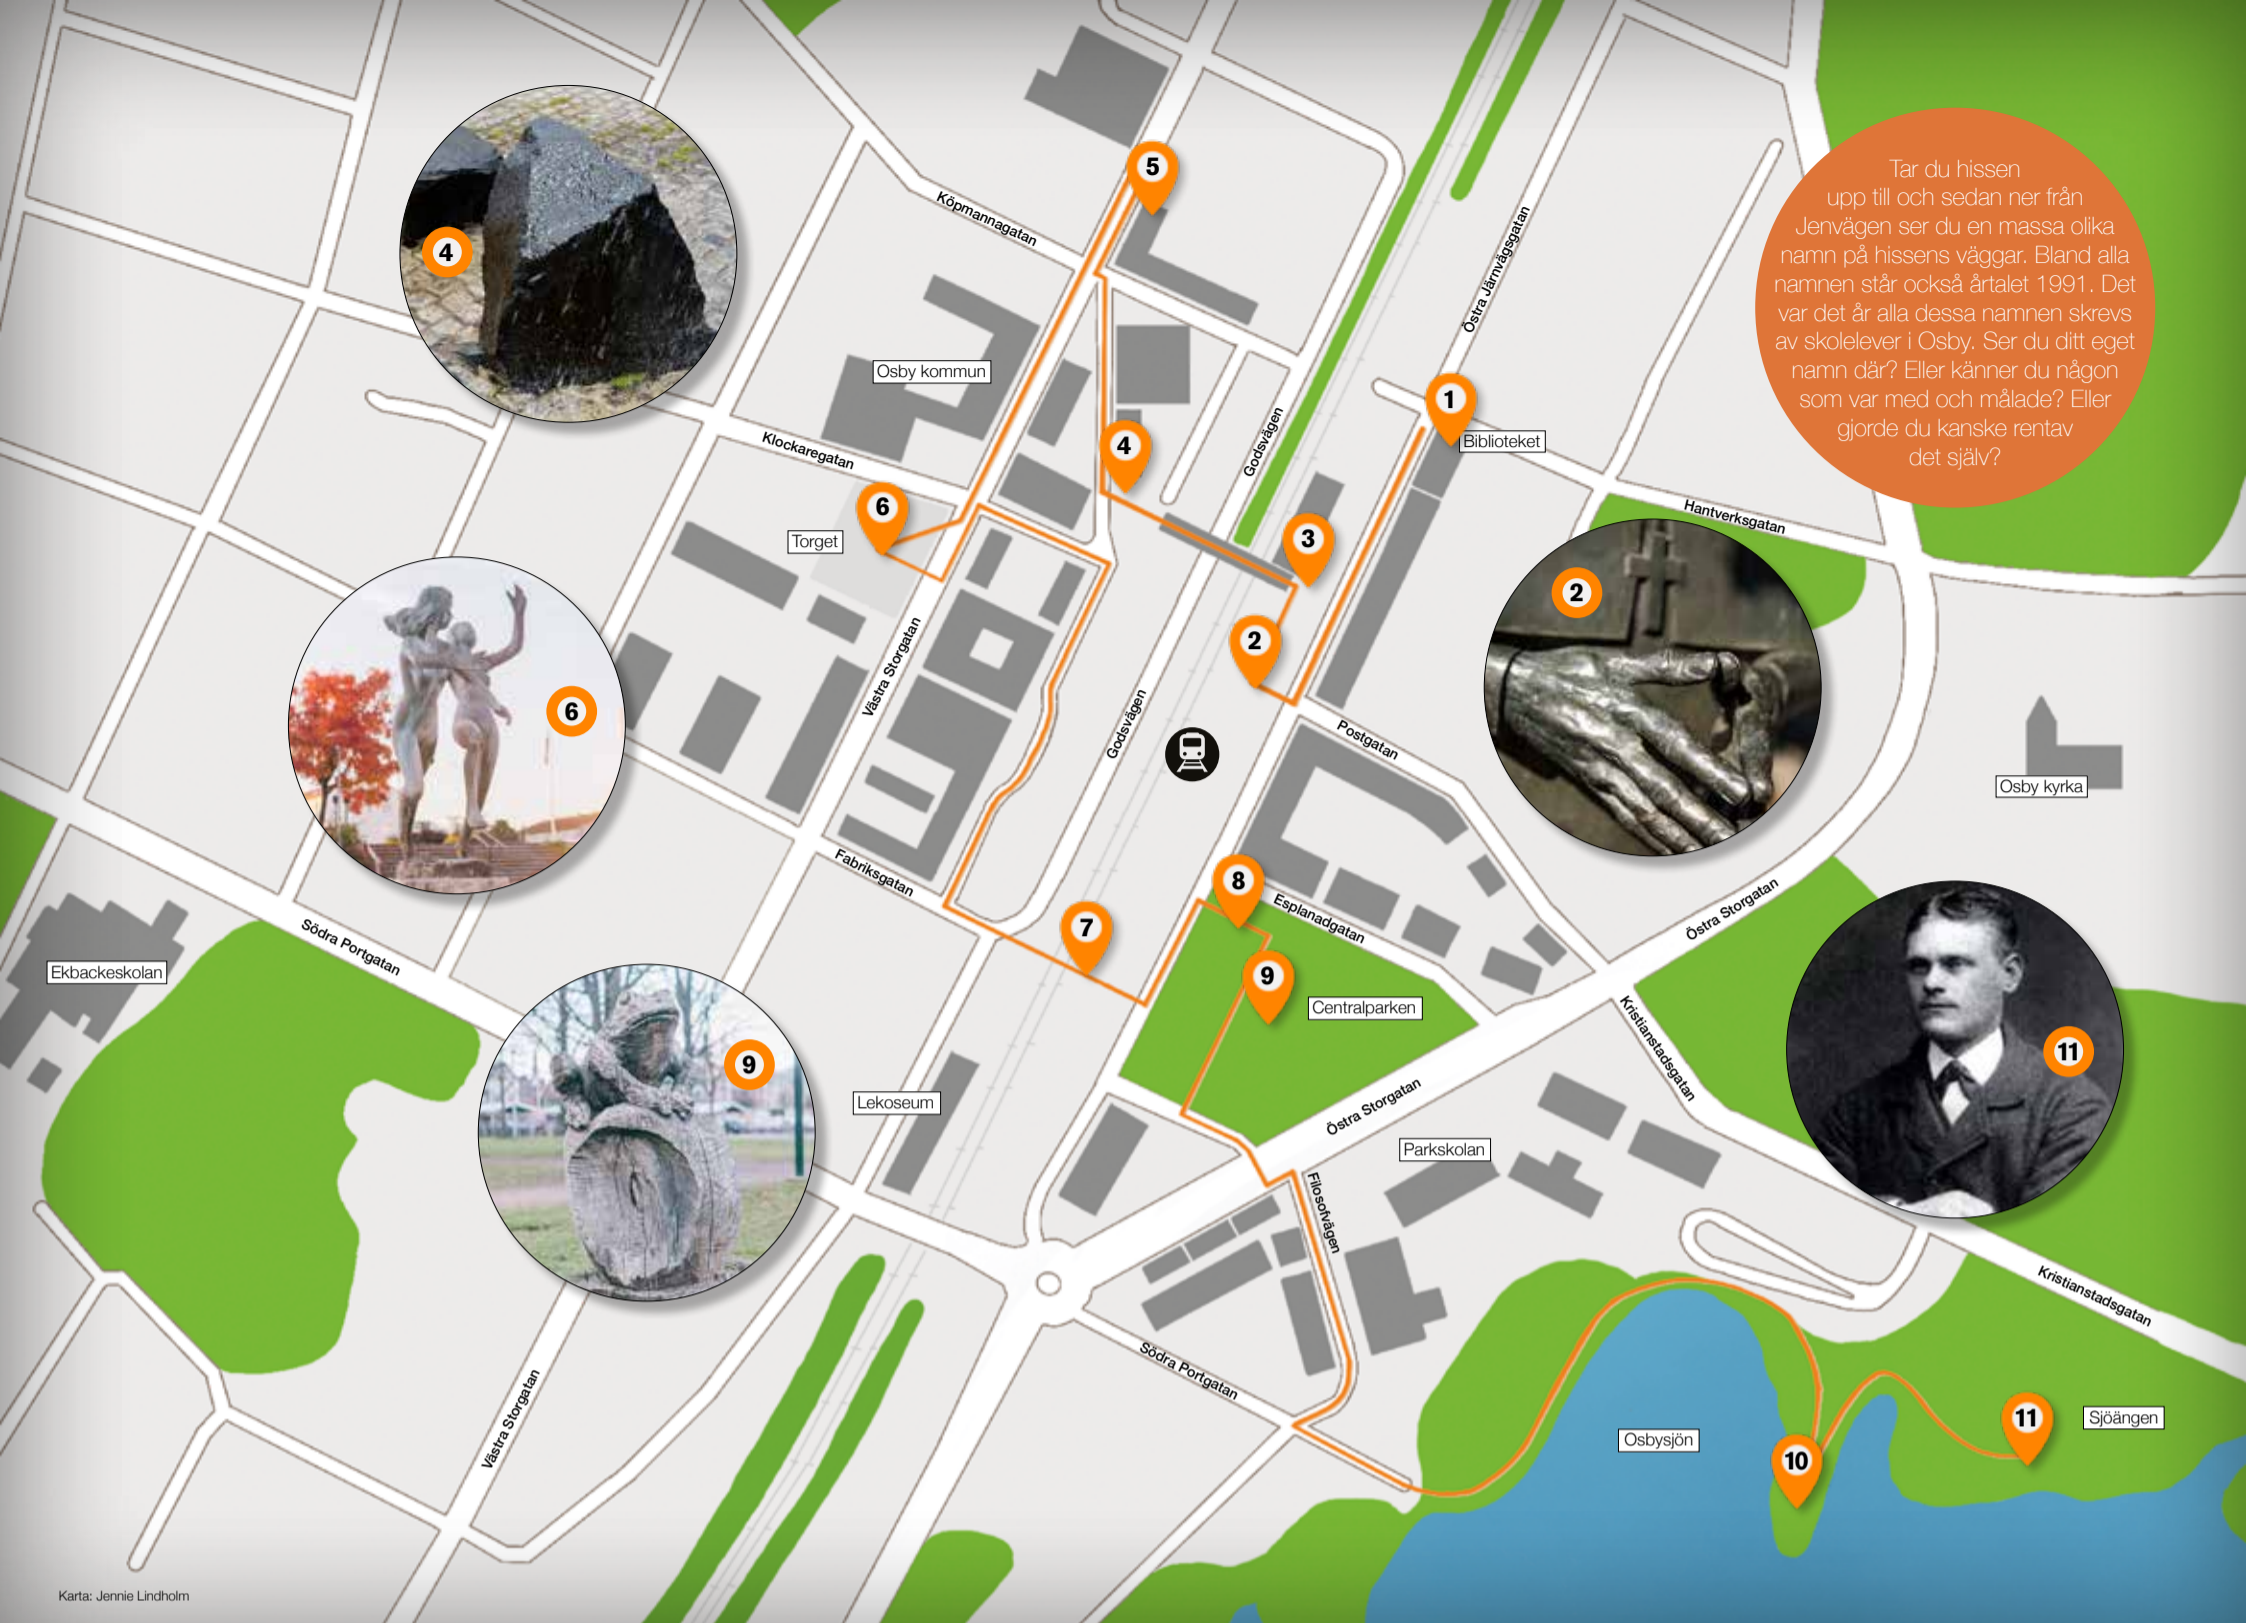 Tar du hissen
upp till och sedan ner från
Jenvägen ser du en massa olika
namn på hissens väggar. Bland alla
namnen står också årtalet 1991. Det
var det år alla dessa namnen skrevs
av skolelever i Osby. Ser du ditt eget
namn där? Eller känner du någon
som var med och målade? Eller
gjorde du kanske rentav
det själv?
5
4
Köpmannagatan
Östra Järnvägsgatan
Osby kommun
1
Biblioteket
Klockaregatan
4
Godsvägen
6
Torget
3
Hantverksgatan
2
2
Västra Storgatan
6
Godsvägen
Postgatan
Osby kyrka
Fabriksgatan
8
Esplanadgatan
Östra Storgatan
7
Södra Portgatan
Ekbackeskolan
9
Centralparken
Kristianstadsgatan
11
9
Lekoseum
Östra Storgatan
Parkskolan
Filosofvägen
Kristianstadsgatan
Södra Portgatan
Västra Storgatan
11
Sjöängen
Osbysjön
10
Karta: Jennie Lindholm